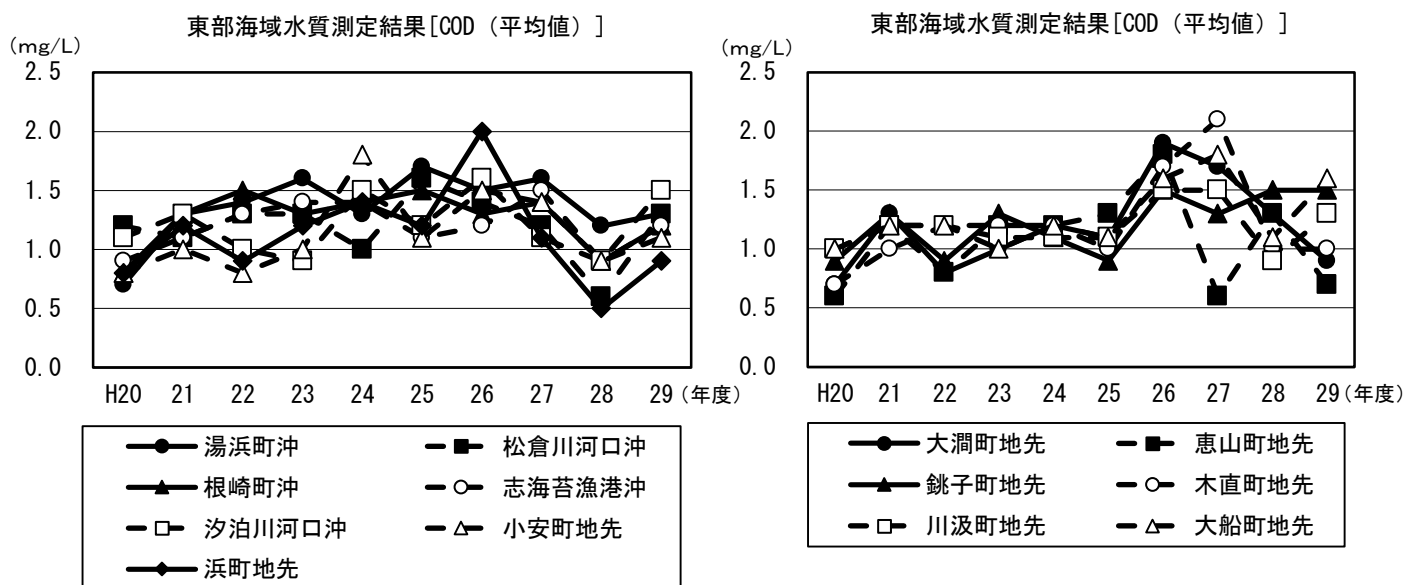 東部海域水質測定結果[COD（平均値）]
（mg/L）
2.5
2.0
1.5
1.0
0.5
0.0
H20 21 22 23 24 25 26 27 28 29（年度）
湯浜町沖 松倉川河口沖
根崎町沖 志海苔漁港沖
汐泊川河口沖 小安町地先
浜町地先
東部海域水質測定結果[COD（平均値）]
（mg/L）
2.5
2.0
1.5
1.0
0.5
0.0
H20 21 22 23 24 25 26 27 28 29（年度）
大澗町地先 恵山町地先
銚子町地先 木直町地先
川汲町地先 大船町地先